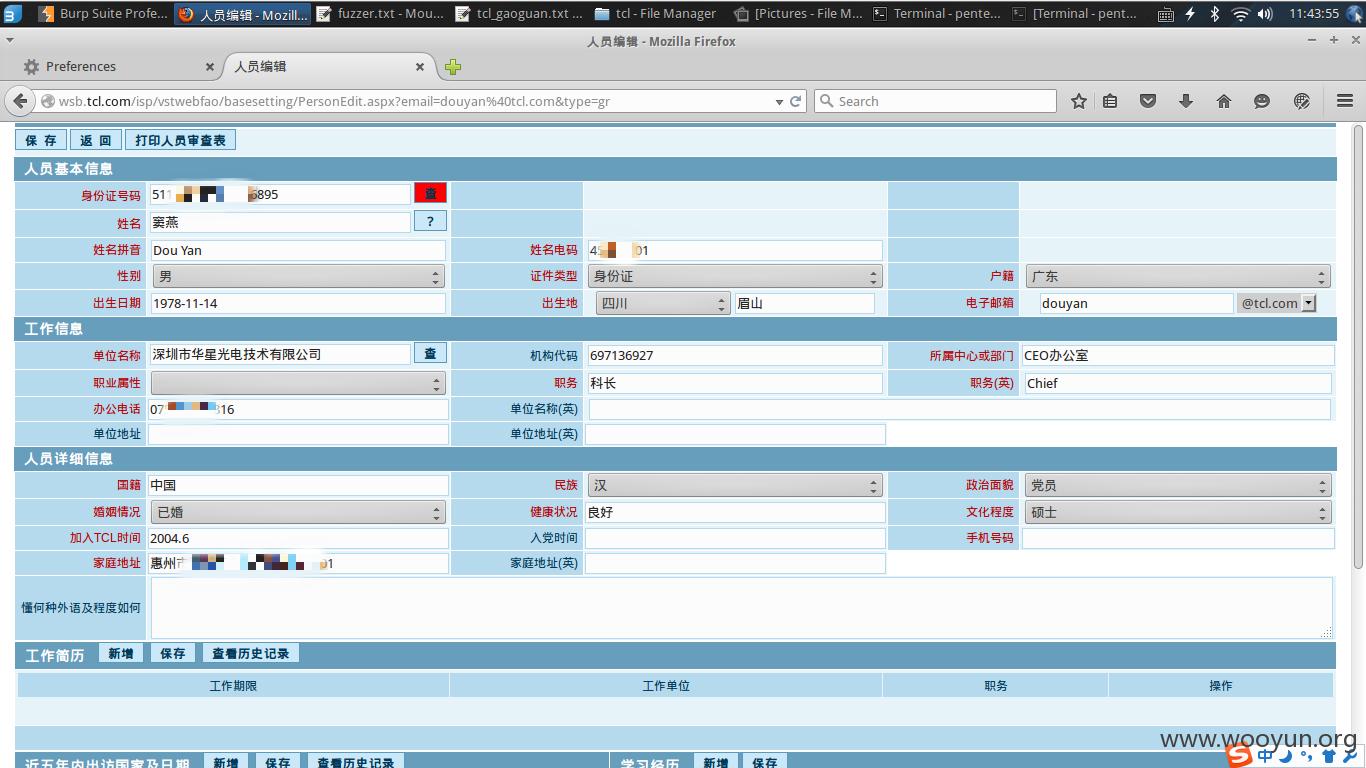 Burp Suite Profe... 人员编辑 - Mozill... fuzzer.txt - Mou... tcl_gaoguan.txt ... tcl - File Manager [Pictures - File M... Terminal - pente... [Terminal - pent... 11:43:55
人员编辑 - Mozilla Firefox
Preferences 人员编辑
wsb.tcl.com/isp/vstwebfao/basesetting/PersonEdit.aspx?email=douyan%40tcl.com&type=gr Search
保 存 返 回 打印人员审查表
人员基本信息
身份证号码 511 6895 查
姓名 窦燕 ?
姓名拼音 Dou Yan 姓名电码 45 01
性别 男 证件类型 身份证 户籍 广东
出生日期 1978-11-14 出生地 四川 眉山 电子邮箱 douyan @tcl.com
工作信息
单位名称 深圳市华星光电技术有限公司 查 机构代码 697136927 所属中心或部门 CEO办公室
职业属性 职务 科长 职务(英) Chief
办公电话 07 316 单位名称(英)
单位地址 单位地址(英)
人员详细信息
国籍 中国 民族 汉 政治面貌 党员
婚姻情况 已婚 健康状况 良好 文化程度 硕士
加入TCL时间 2004.6 入党时间 手机号码
家庭地址 惠州市 01 家庭地址(英)
懂何种外语及程度如何
工作简历 新增 保存 查看历史记录
工作期限 工作单位 职务 操作
www.wooyun.org
近五年内出访国家及日期 新增 保存 查看历史记录 学习经历 新增 保存 中